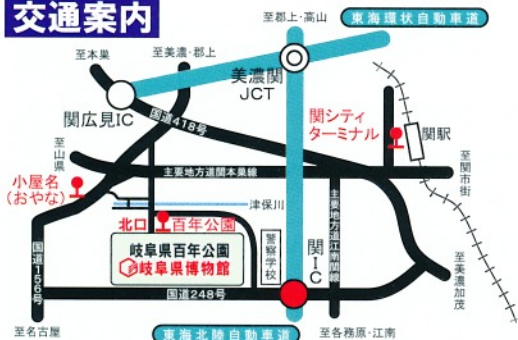 交通案内
至郡上・高山
東海環状自動車道
至本巣
至美濃・郡上
美濃関
JCT
関広見IC
国道418号
関シティ
ターミナル
関駅
至山県
主要地方道関本巣線
至関市街
小屋名
(おやな)
津保川
北口
百年公園
岐阜県百年公園
岐阜県博物館
警察学校
関IC
主要地方道江南関線
国道156号
国道248号
至美濃加茂
至名古屋
東海北陸自動車道
至各務原・江南